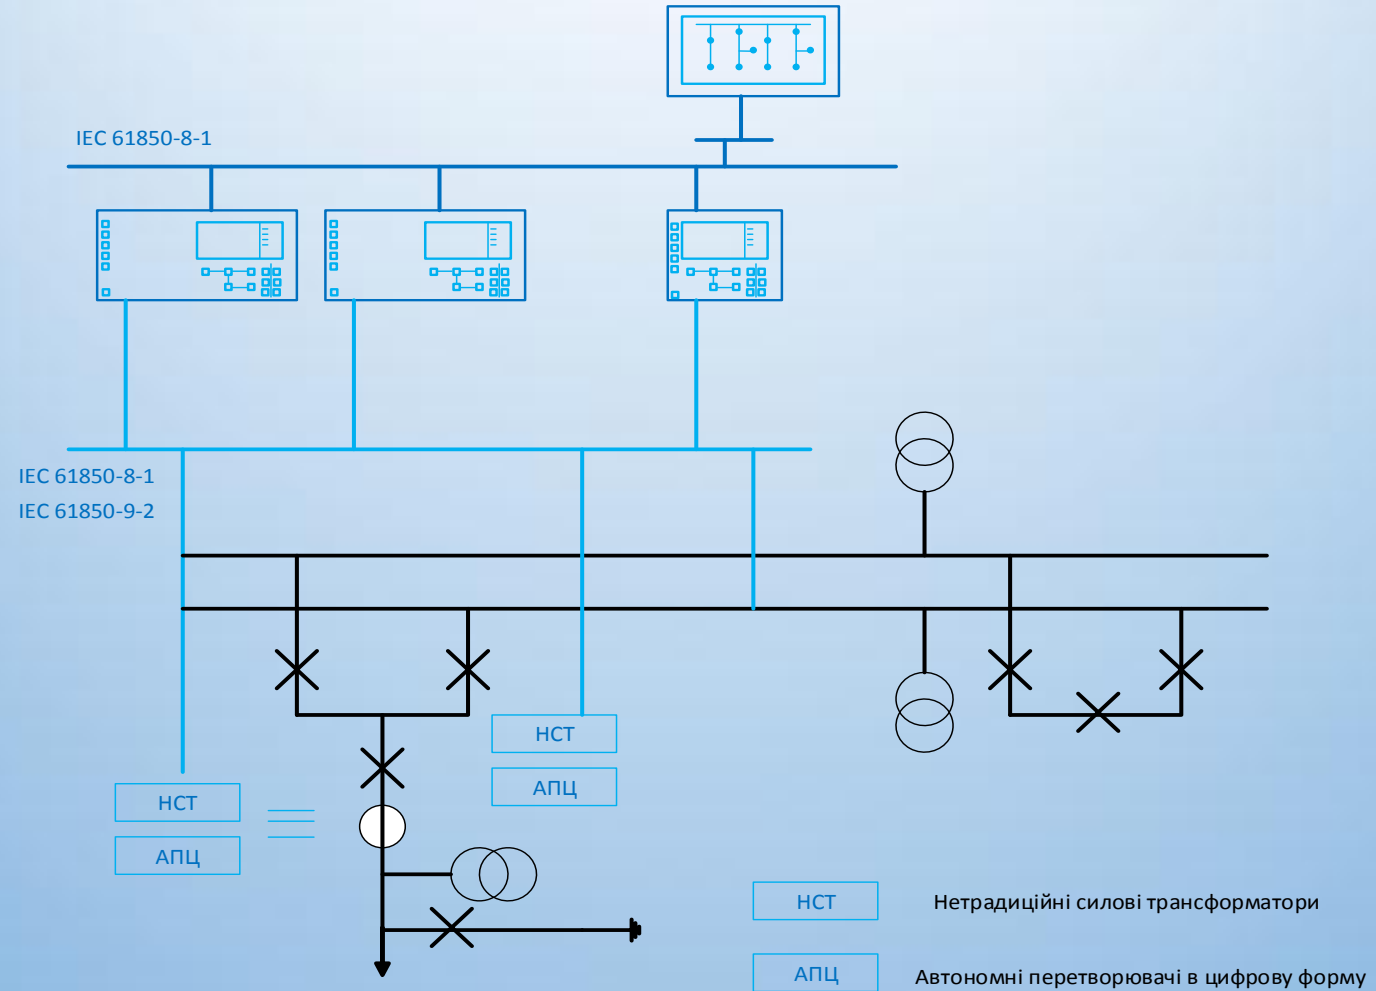 IEC 61850-8-1
IEC 61850-8-1
IEC 61850-9-2
НСТ
АПЦ
НСТ
АПЦ
НСТ
Нетрадиційні силові трансформатори
АПЦ
Автономні перетворювачі в цифрову форму